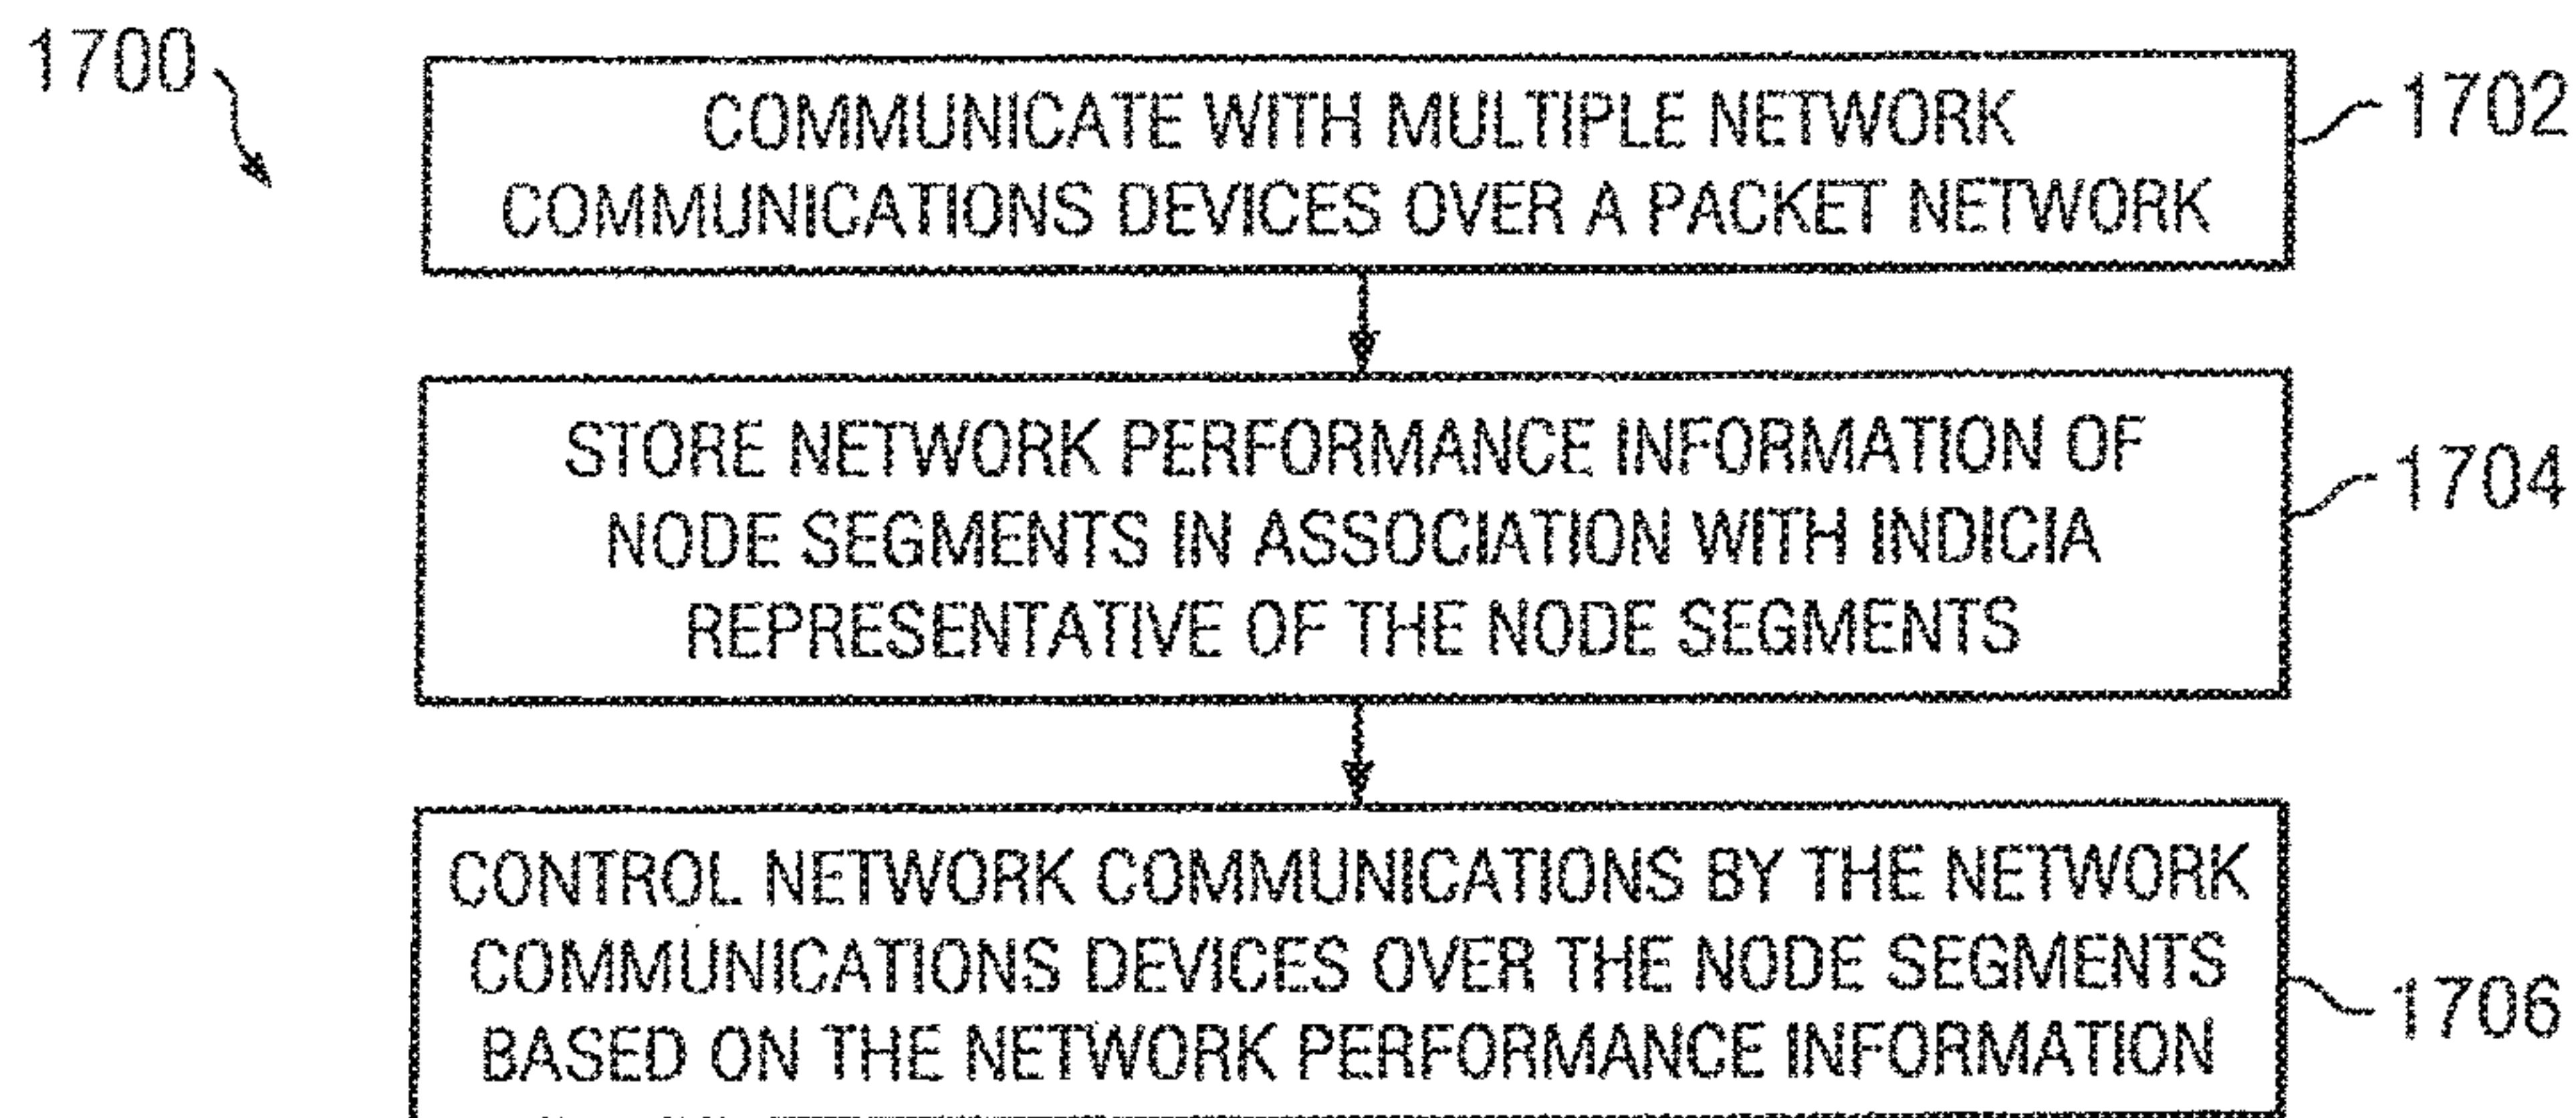 1700
COMMUNICATE WITH MULTIPLE NETWORK
COMMUNICATIONS DEVICES OVER A PACKET NETWORK
1702
STORE NETWORK PERFORMANCE INFORMATION OF
NODE SEGMENTS IN ASSOCIATION WITH INDICIA
REPRESENTATIVE OF THE NODE SEGMENTS
1704
CONTROL NETWORK COMMUNICATIONS BY THE NETWORK
COMMUNICATIONS DEVICES OVER THE NODE SEGMENTS
BASED ON THE NETWORK PERFORMANCE INFORMATION
1706